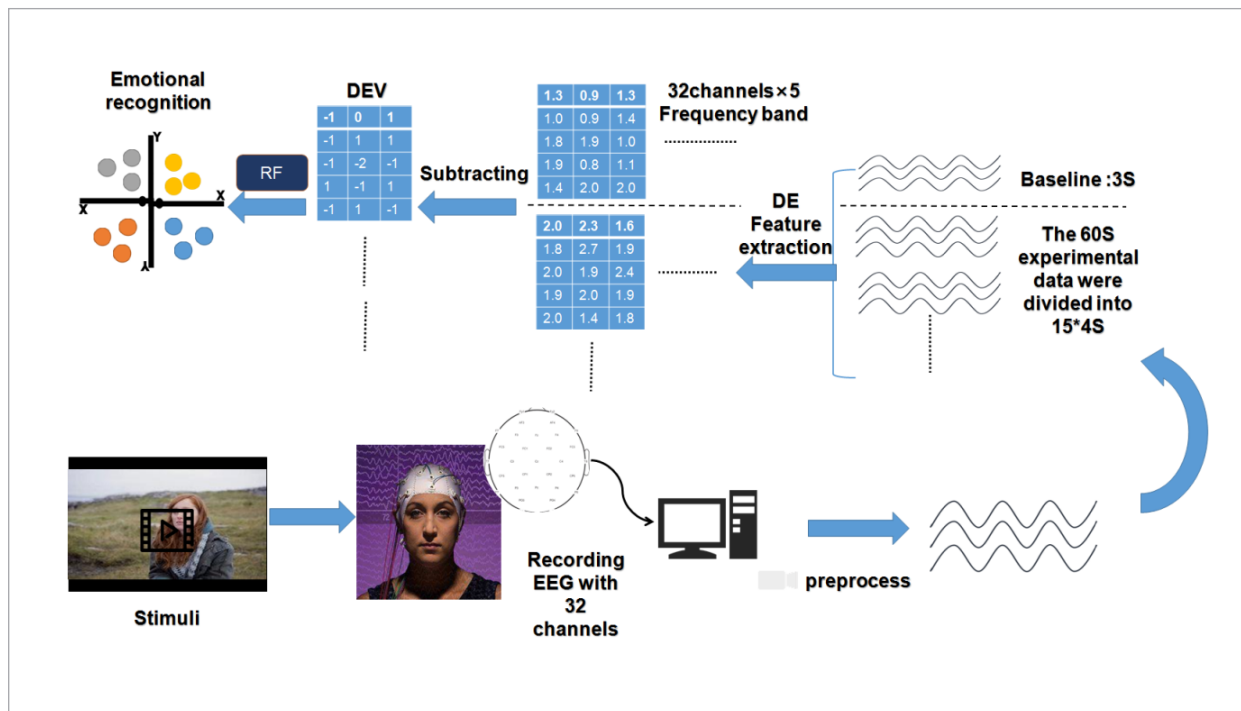 Emotional
recognition
Y
X
X
Y
RF
DEV
-1 0 1
-1 1 1
-1 -2 -1
1 -1 1
-1 1 -1
Subtracting
1.3 0.9 1.3
1.0 0.9 1.4
1.8 1.9 1.0
1.9 0.8 1.1
1.4 2.0 2.0
32channels×5
Frequency band
2.0 2.3 1.6
1.8 2.7 1.9
2.0 1.9 2.4
1.9 2.0 1.9
2.0 1.4 1.8
DE
Feature
extraction
Baseline :3S
The 60S
experimental
data were
divided into
15*4S
Stimuli
Recording
EEG with
32
channels
preprocess